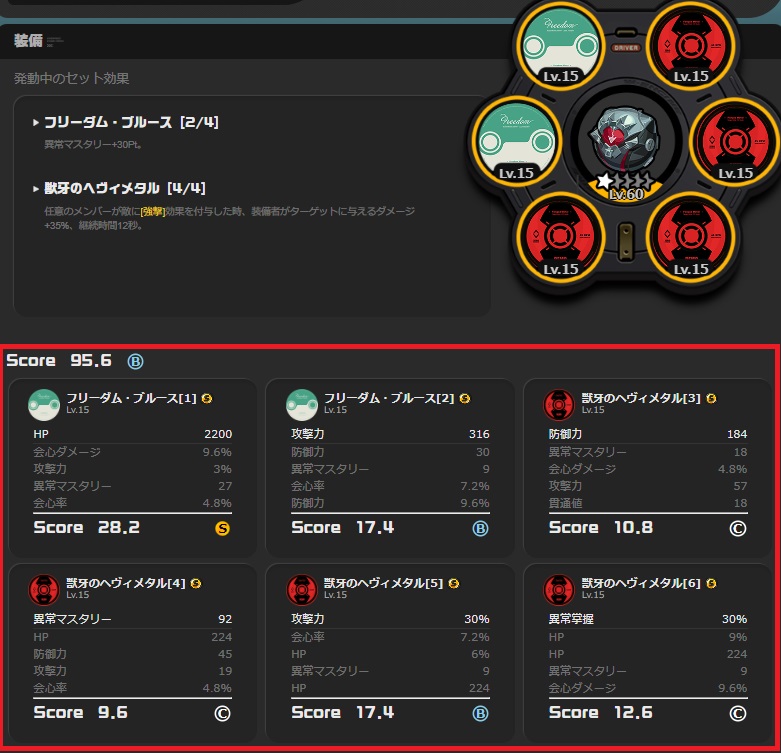 装備
発動中のセット効果
フリーダム・ブルース [2/4]
異常マスタリー+30Pt。
獣牙のヘヴィメタル [4/4]
任意のメンバーが敵に[強撃]効果を付与した時、装備者がターゲットに与えるダメージ
+35%、継続時間12秒。
Freedom
Lv.15
DRIVER
Lv.15
Freedom
Lv.15
Lv.60
Lv.15
Lv.15
Lv.15
Score 95.6 B
フリーダム・ブルース[1] S
Lv.15
HP 2200
会心ダメージ 9.6%
攻撃力 3%
異常マスタリー 27
会心率 4.8%
Score 28.2 S
フリーダム・ブルース[2] S
Lv.15
攻撃力 316
防御力 30
異常マスタリー 9
会心率 7.2%
防御力 9.6%
Score 17.4 B
獣牙のヘヴィメタル[3] S
Lv.15
防御力 184
異常マスタリー 18
会心ダメージ 4.8%
攻撃力 57
貫通値 18
Score 10.8 C
獣牙のヘヴィメタル[4] S
Lv.15
異常マスタリー 92
HP 224
防御力 45
攻撃力 19
会心率 4.8%
Score 9.6 C
獣牙のヘヴィメタル[5] S
Lv.15
攻撃力 30%
会心率 7.2%
HP 6%
異常マスタリー 9
HP 224
Score 17.4 B
獣牙のヘヴィメタル[6] S
Lv.15
異常掌握 30%
HP 9%
HP 224
異常マスタリー 9
会心ダメージ 9.6%
Score 12.6 C